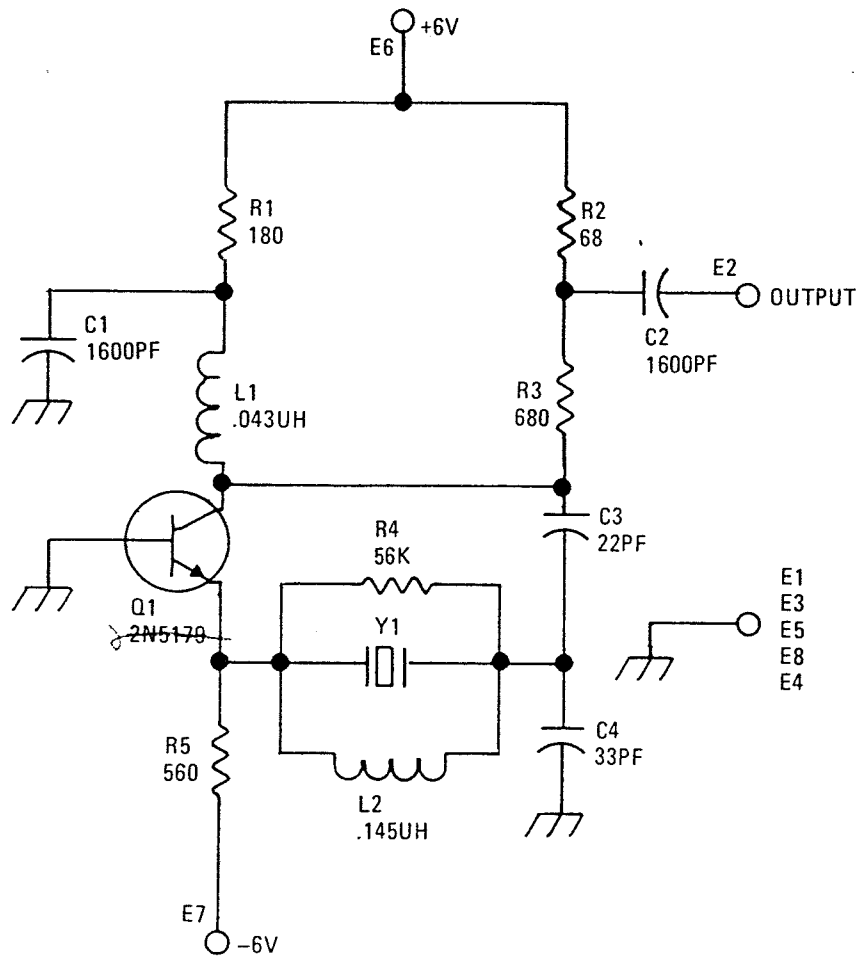 +6V
E6
R1
180
R2
68
E2
OUTPUT
C1
1600PF
C2
1600PF
L1
.043UH
R3
680
R4
56K
C3
22PF
Q1
2N5179
Y1
E1
E3
E5
E8
E4
R5
560
C4
33PF
L2
.145UH
E7
-6V